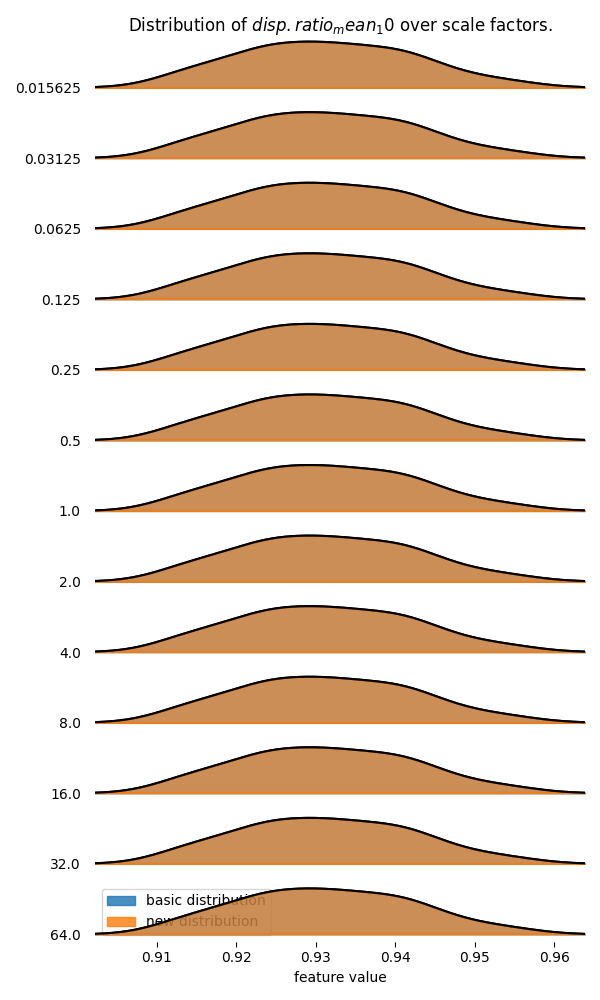 Distribution of disp.ratio_mean_10 over scale factors.
0.015625
0.03125
0.0625
0.125
0.25
0.5
1.0
2.0
4.0
8.0
16.0
32.0
basic distribution
new distribution
64.0
0.91 0.92 0.93 0.94 0.95 0.96
feature value